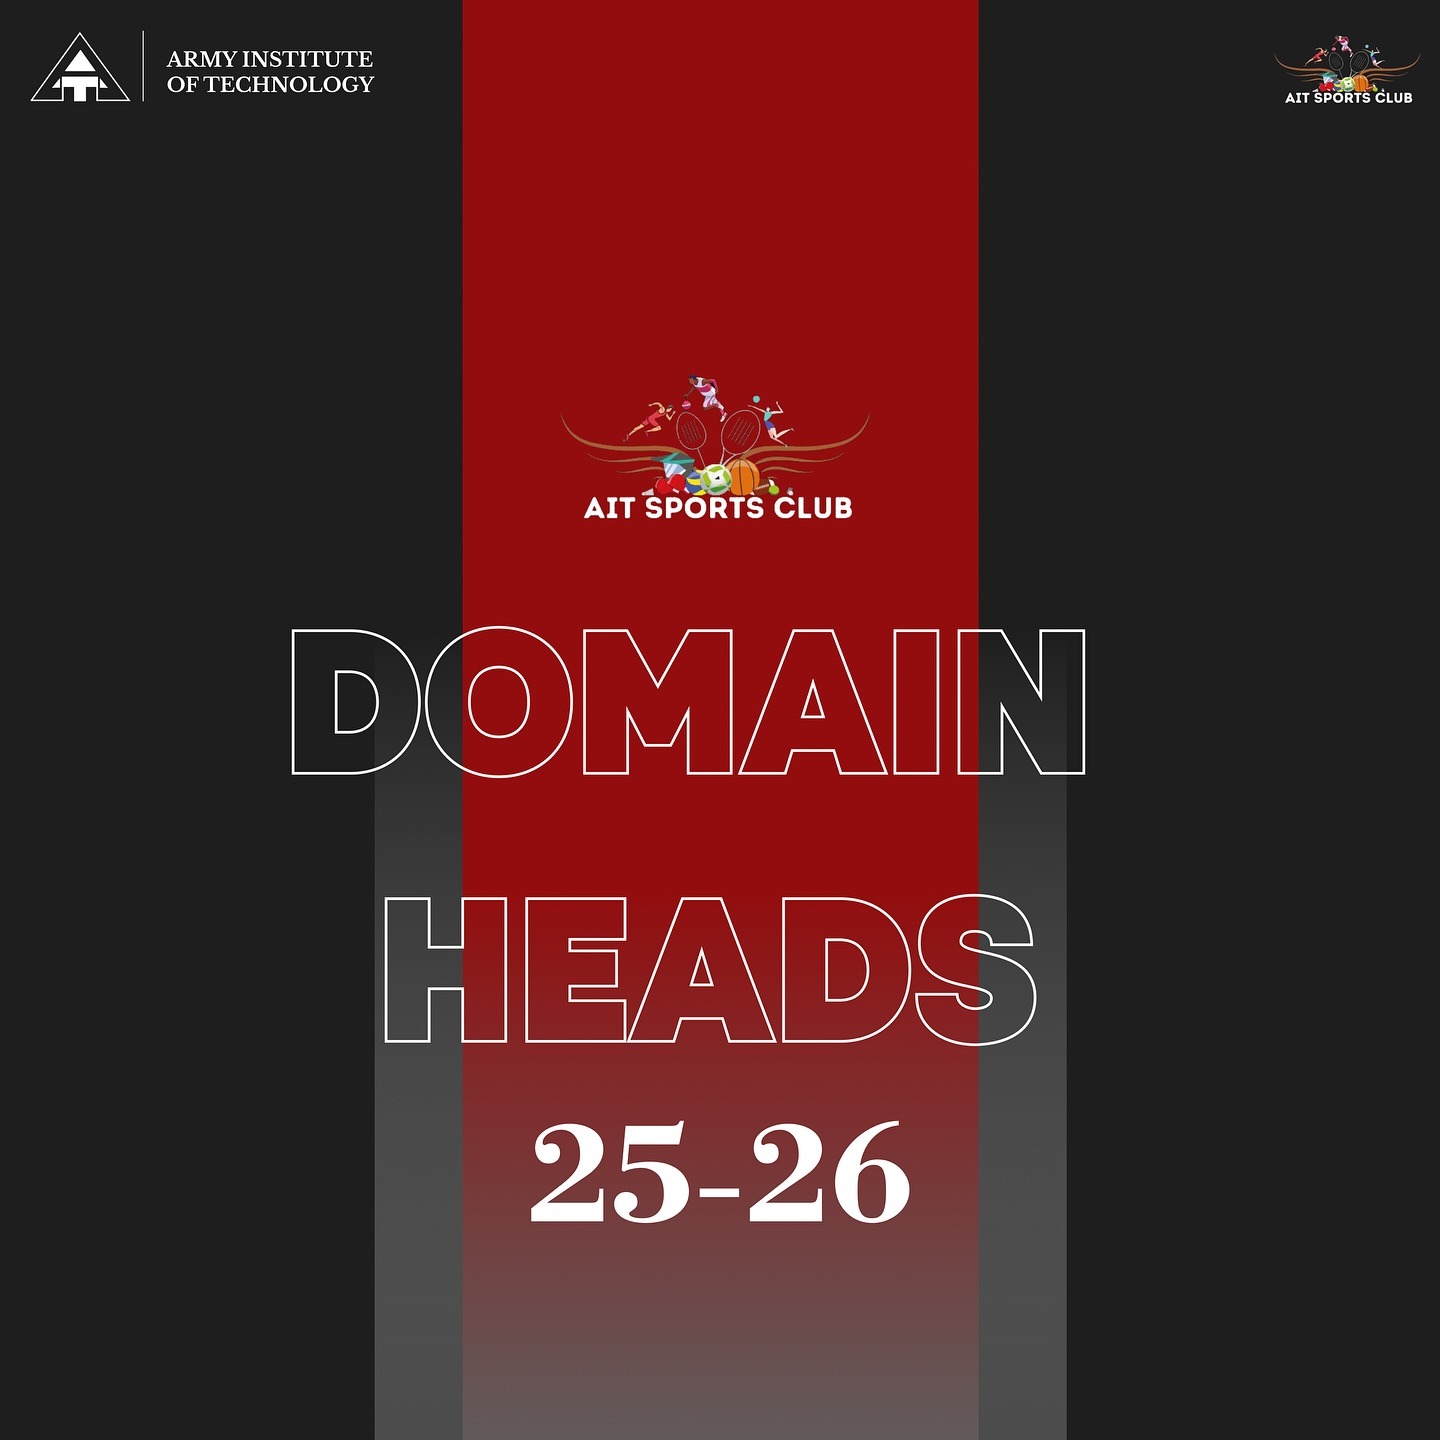 ARMY INSTITUTE
OF TECHNOLOGY
AIT SPORTS CLUB
AIT SPORTS CLUB
DOMAIN
HEADS
25-26